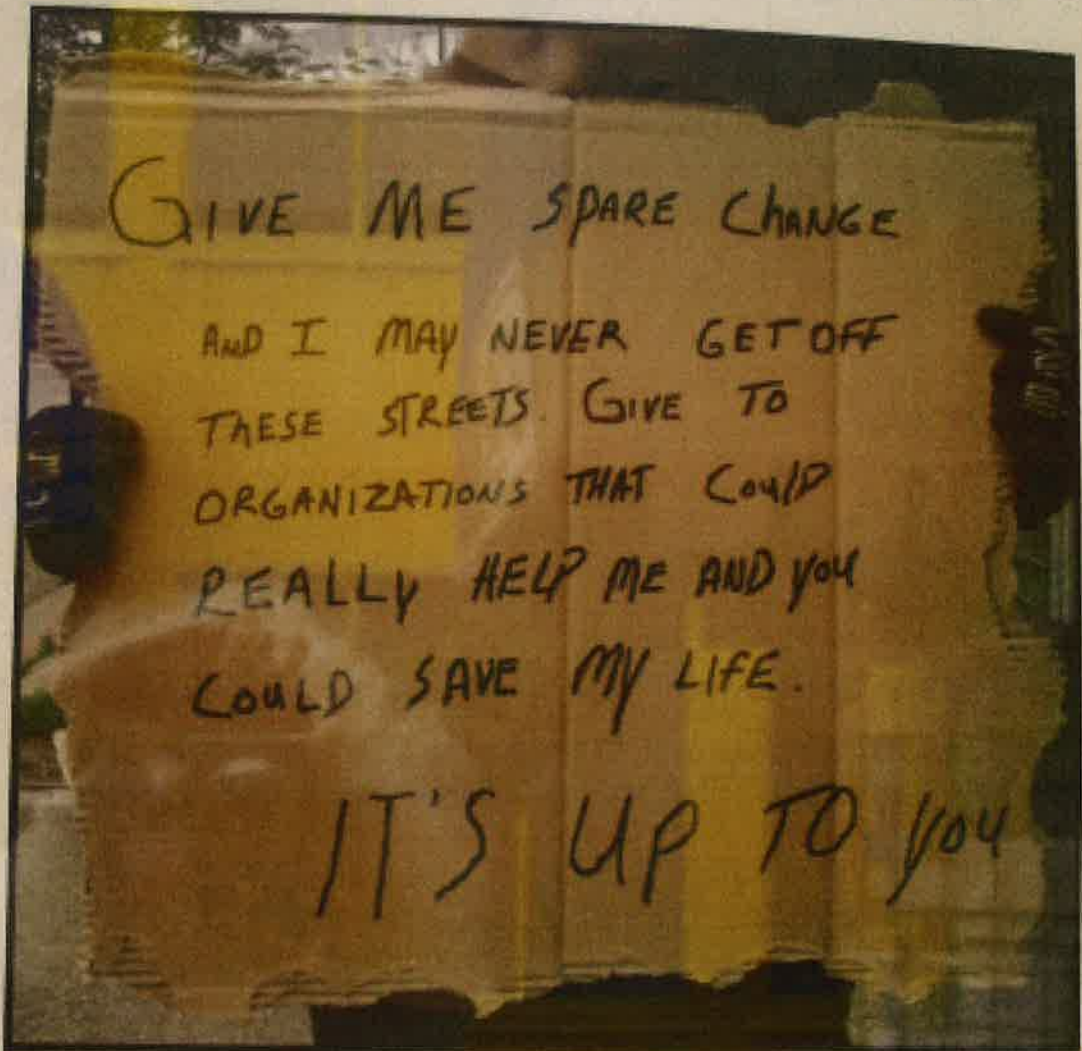 GIVE ME SPARE ChANGE
AND I MAY NEVER GET OFF
ThESE STREETS. GIVE TO
ORGANIZATIONS THAT COULD
REALLY HELP ME AND YOU
COULD SAVE MY LIFE.
IT'S UP TO YOU